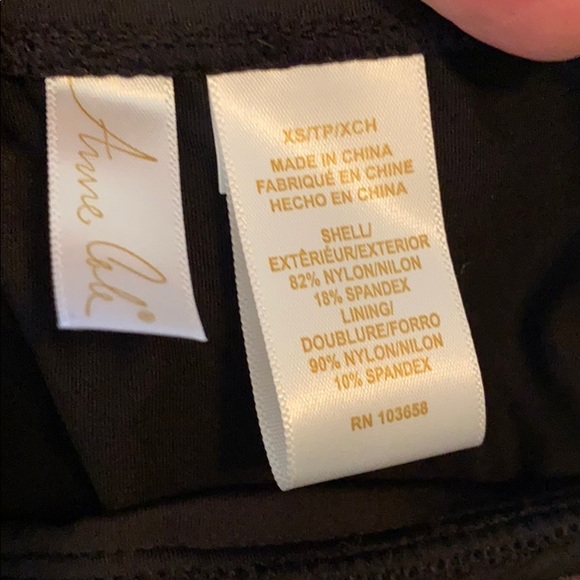 Anne Cole®
XS/TP/XCH
MADE IN CHINA
FABRIQUÉ EN CHINE
HECHO EN CHINA
SHELL/
EXTÊRIÉUR/EXTERIOR
82% NYLON/NILON
18% SPANDEX
LINING/
DOUBLURE/FORRO
90% NYLON/NILON
10% SPANDEX
RN 103658